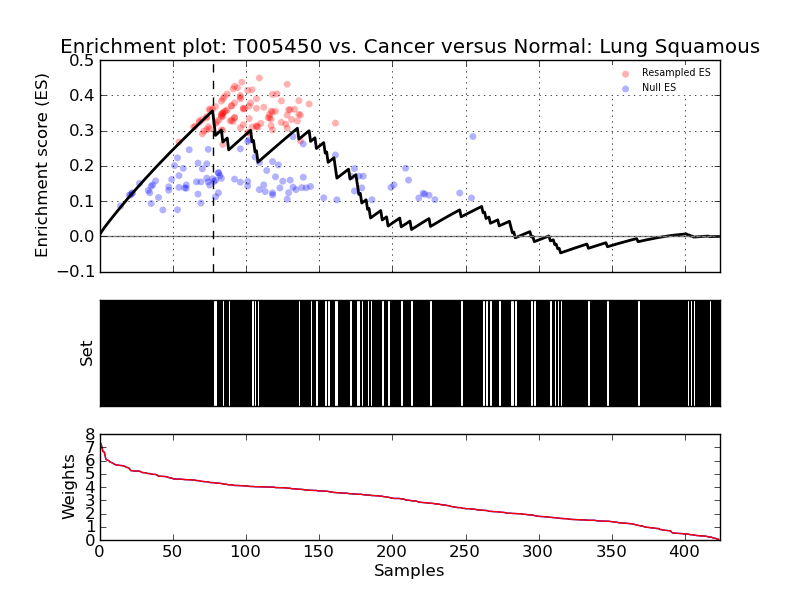 Enrichment plot: T005450 vs. Cancer versus Normal: Lung Squamous
Enrichment score (ES)
0.5
0.4
0.3
0.2
0.1
0.0
−0.1
Resampled ES
Null ES
Set
Weights
8
7
6
5
4
3
2
1
0
0 50 100 150 200 250 300 350 400
Samples